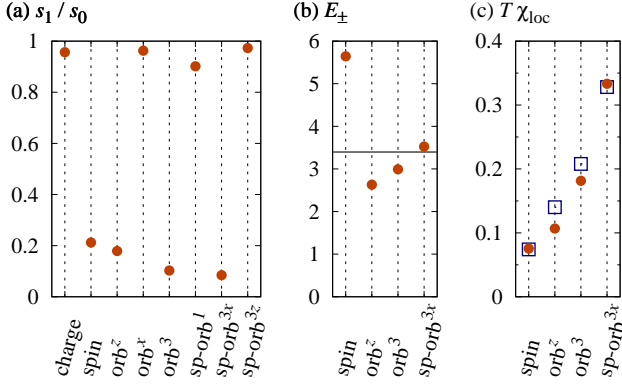 (a) s₁ / s₀
1
0.8
0.6
0.4
0.2
0
charge
spin
orbᶻ
orbˣ
orb³
sp-orbˡ
sp-orb³ˣ
sp-orb³ᶻ
(b) E±
6
5
4
3
2
1
0
spin
orbᶻ
orb³
sp-orb³ˣ
(c) T χloc
0.4
0.3
0.2
0.1
0
spin
orbᶻ
orb³
sp-orb³ˣ